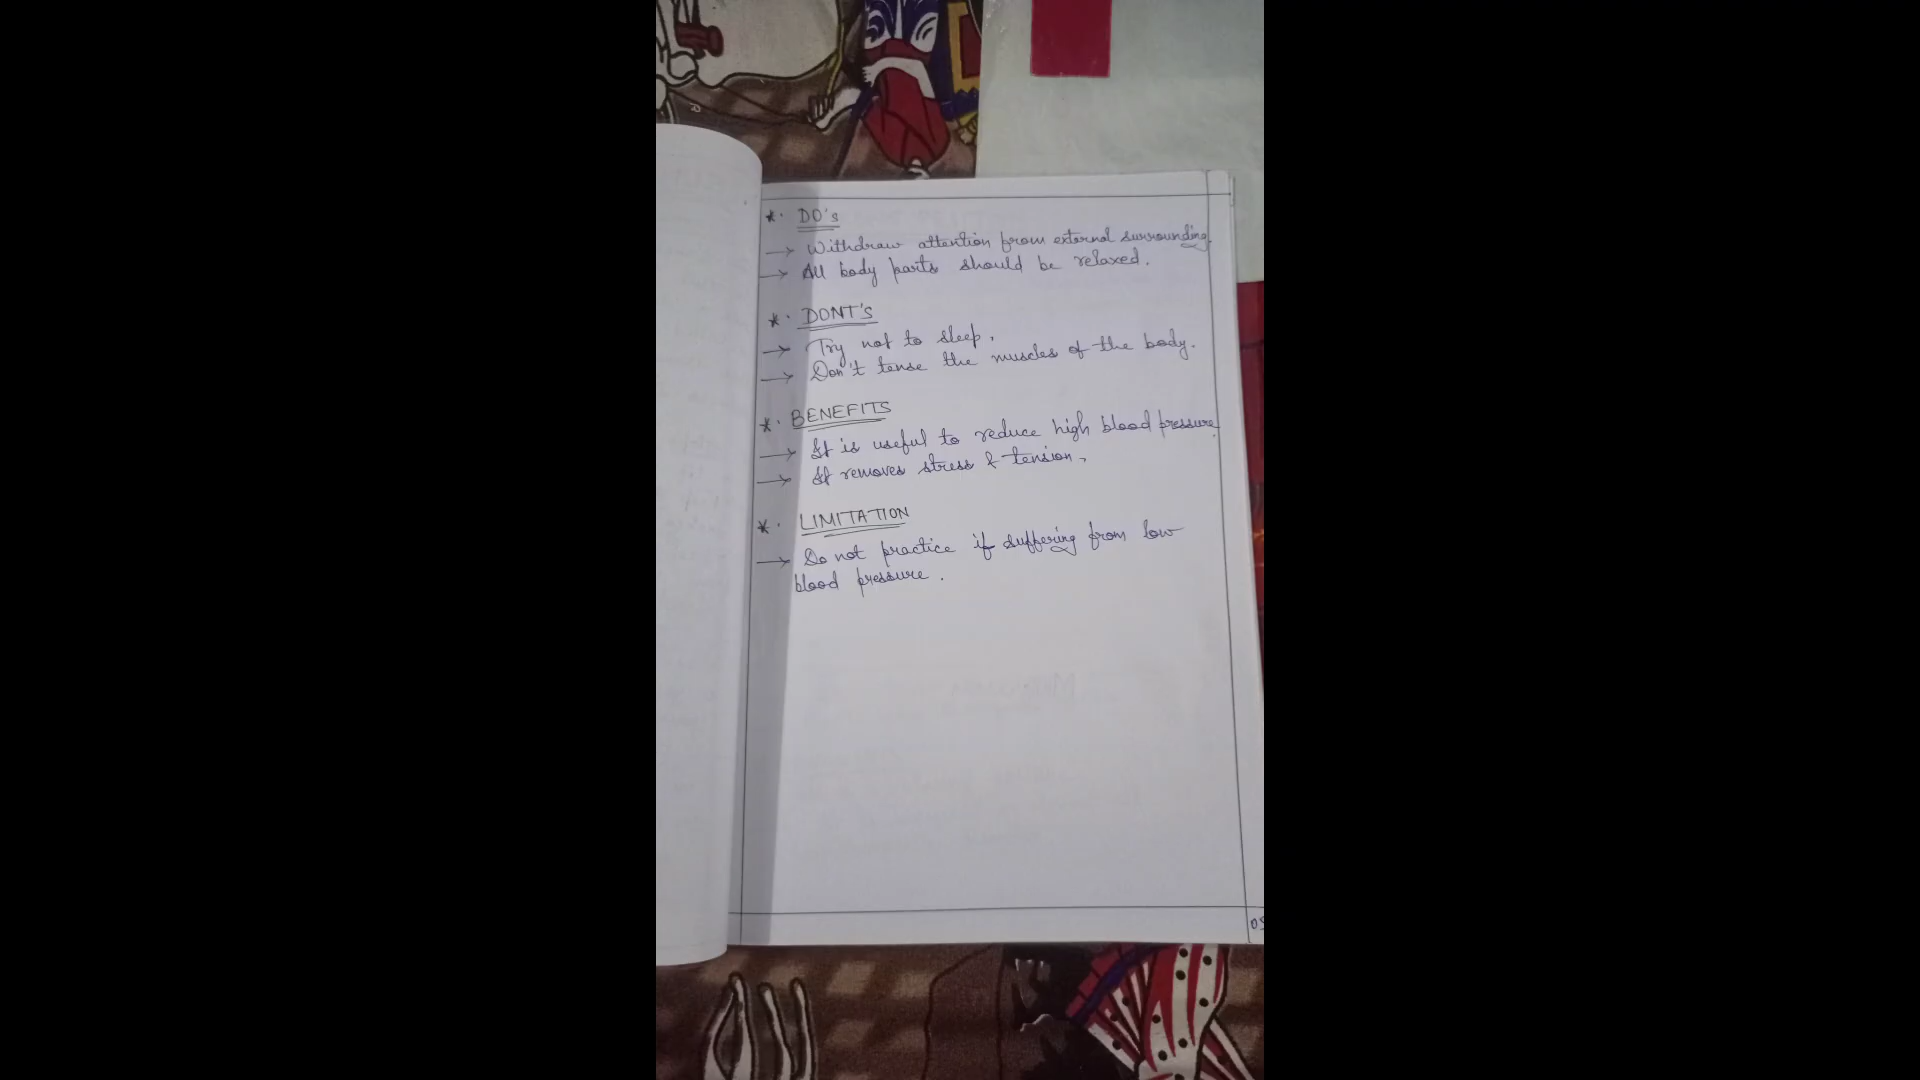 *. DO's
→ Withdraw attention from external surrounding.
→ All body parts should be relaxed.
*. DONT'S
→ Try not to sleep.
→ Don't tense the muscles of the body.
*. BENEFITS
→ It is useful to reduce high blood pressure.
→ It removes stress & tension.
*. LIMITATION
→ Do not practice if suffering from low
blood pressure.